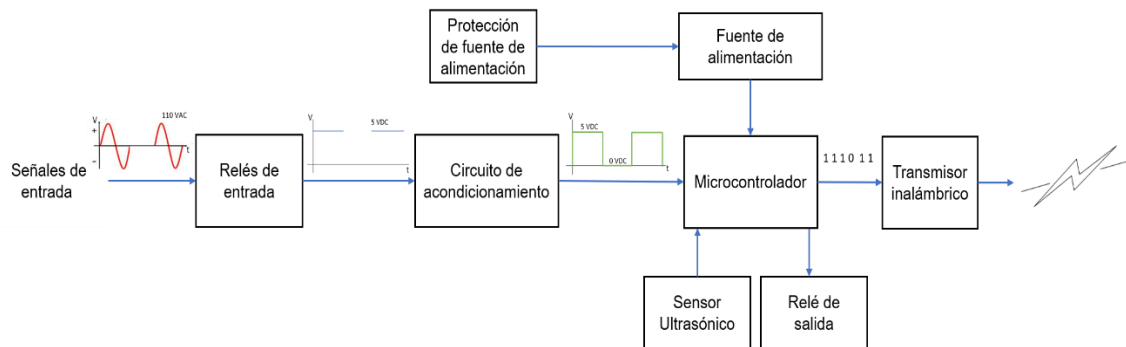 Protección
de fuente de
alimentación
Fuente de
alimentación
V
+
–
110 VAC
t
V
5 VDC
t
V
5 VDC
0 VDC
t
Señales de
entrada
Relés de
entrada
Circuito de
acondicionamiento
Microcontrolador
1 1 1 0 1 1
Transmisor
inalámbrico
Sensor
Ultrasónico
Relé de
salida